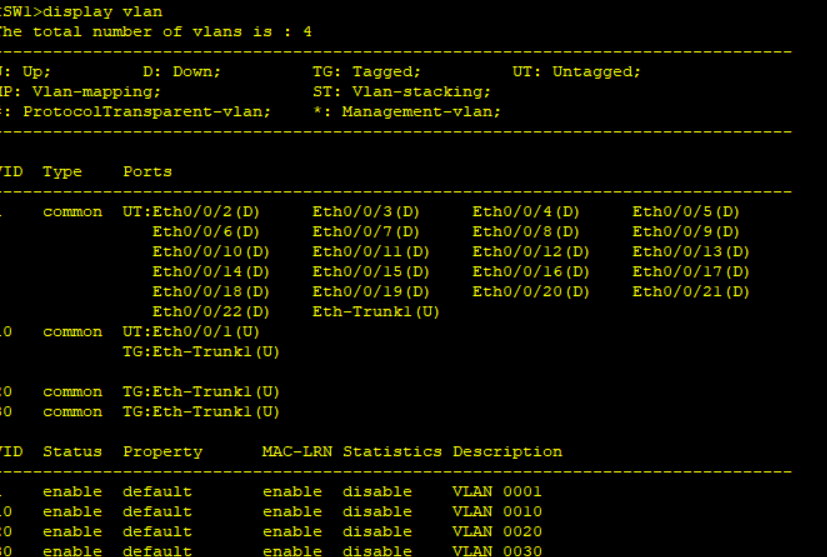 SW1>display vlan
The total number of vlans is : 4
--------------------------------------------------------------------------------
U: Up;         D: Down;         TG: Tagged;         UT: Untagged;
MP: Vlan-mapping;               ST: Vlan-stacking;
#: ProtocolTransparent-vlan;    *: Management-vlan;
--------------------------------------------------------------------------------
VID  Type    Ports
--------------------------------------------------------------------------------
1    common  UT:Eth0/0/2(D)     Eth0/0/3(D)     Eth0/0/4(D)     Eth0/0/5(D)
Eth0/0/6(D)     Eth0/0/7(D)     Eth0/0/8(D)     Eth0/0/9(D)
Eth0/0/10(D)    Eth0/0/11(D)    Eth0/0/12(D)    Eth0/0/13(D)
Eth0/0/14(D)    Eth0/0/15(D)    Eth0/0/16(D)    Eth0/0/17(D)
Eth0/0/18(D)    Eth0/0/19(D)    Eth0/0/20(D)    Eth0/0/21(D)
Eth0/0/22(D)    Eth-Trunk1(U)
10   common  UT:Eth0/0/1(U)
TG:Eth-Trunk1(U)
20   common  TG:Eth-Trunk1(U)
30   common  TG:Eth-Trunk1(U)
VID  Status  Property      MAC-LRN Statistics Description
--------------------------------------------------------------------------------
1    enable  default       enable  disable    VLAN 0001
10   enable  default       enable  disable    VLAN 0010
20   enable  default       enable  disable    VLAN 0020
30   enable  default       enable  disable    VLAN 0030